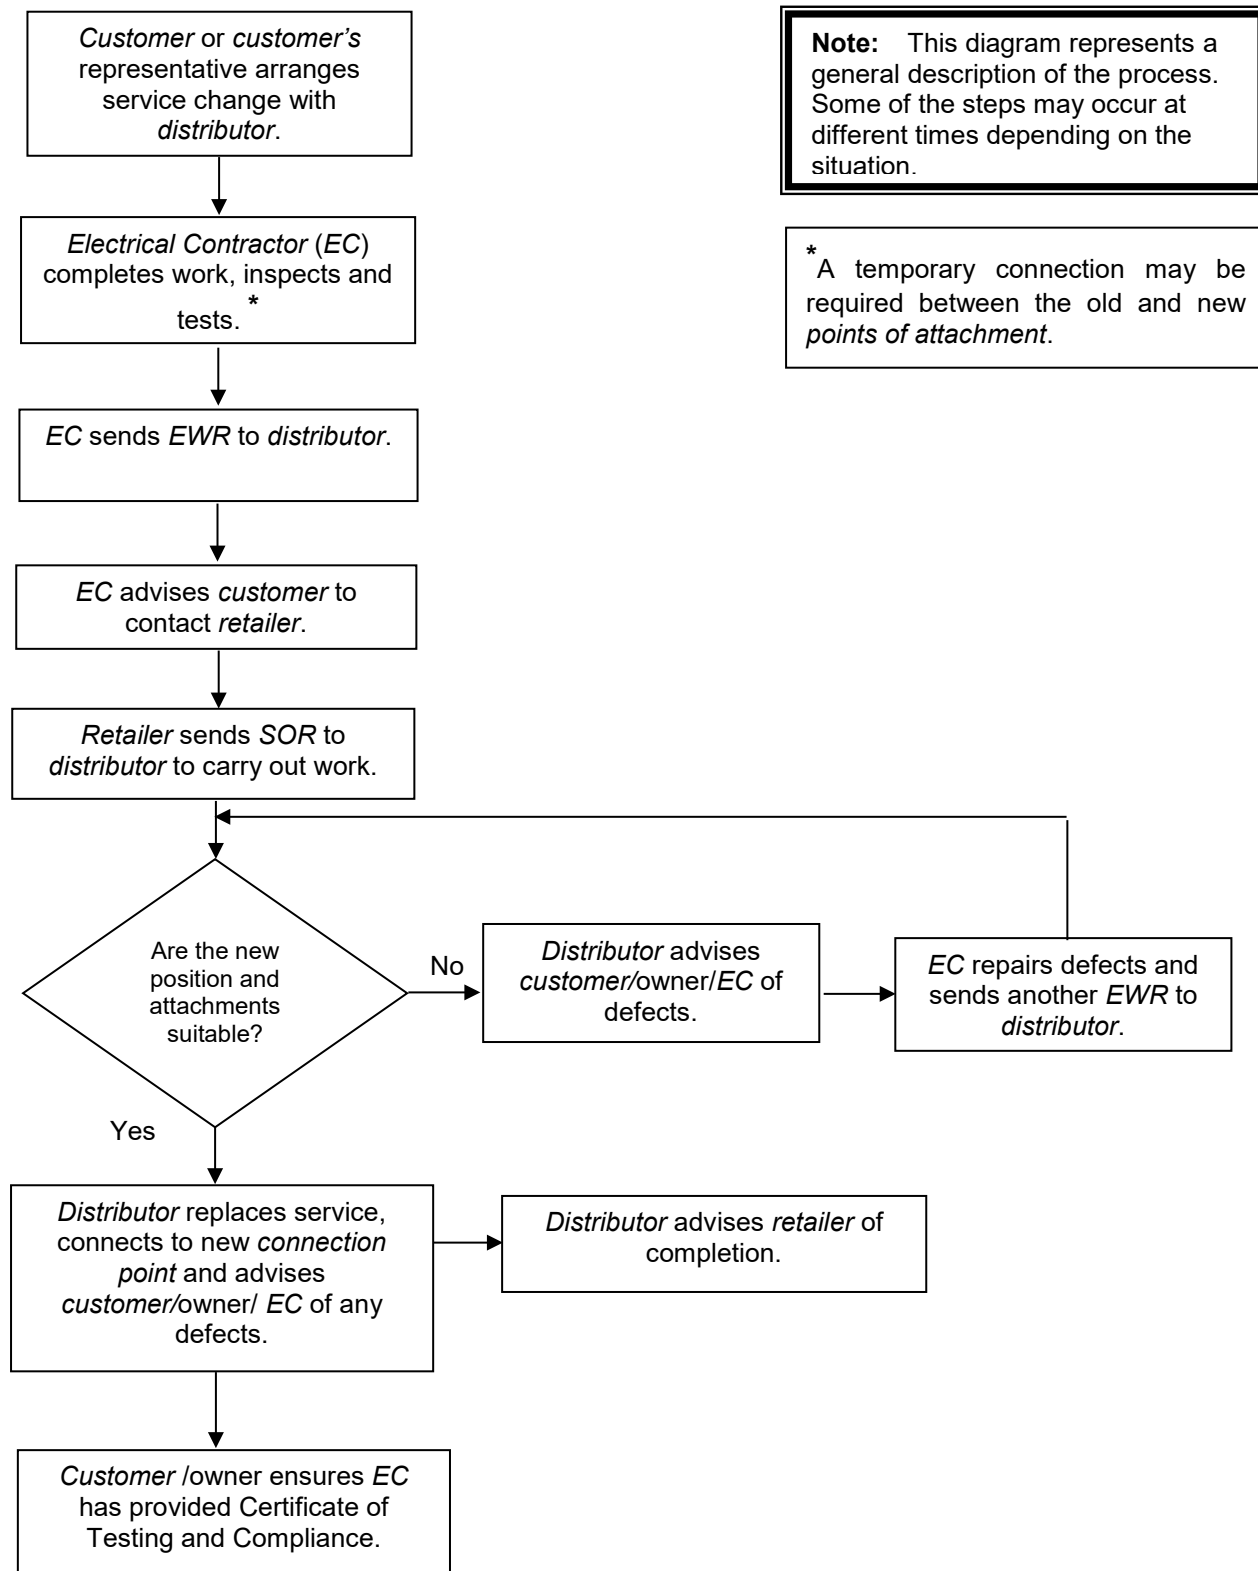 Customer or customer's
representative arranges
service change with
distributor.
Note: This diagram represents a
general description of the process.
Some of the steps may occur at
different times depending on the
situation.
Electrical Contractor (EC)
completes work, inspects and
tests. *
*A temporary connection may be
required between the old and new
points of attachment.
EC sends EWR to distributor.
EC advises customer to
contact retailer.
Retailer sends SOR to
distributor to carry out work.
Are the new
position and
attachments
suitable?
No
Distributor advises
customer/owner/EC of
defects.
EC repairs defects and
sends another EWR to
distributor.
Yes
Distributor replaces service,
connects to new connection
point and advises
customer/owner/ EC of any
defects.
Distributor advises retailer of
completion.
Customer /owner ensures EC
has provided Certificate of
Testing and Compliance.